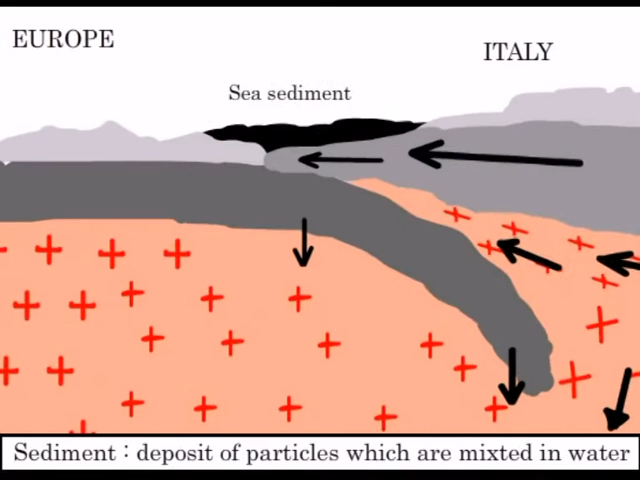 EUROPE
ITALY
Sea sediment
Sediment : deposit of particles which are mixted in water